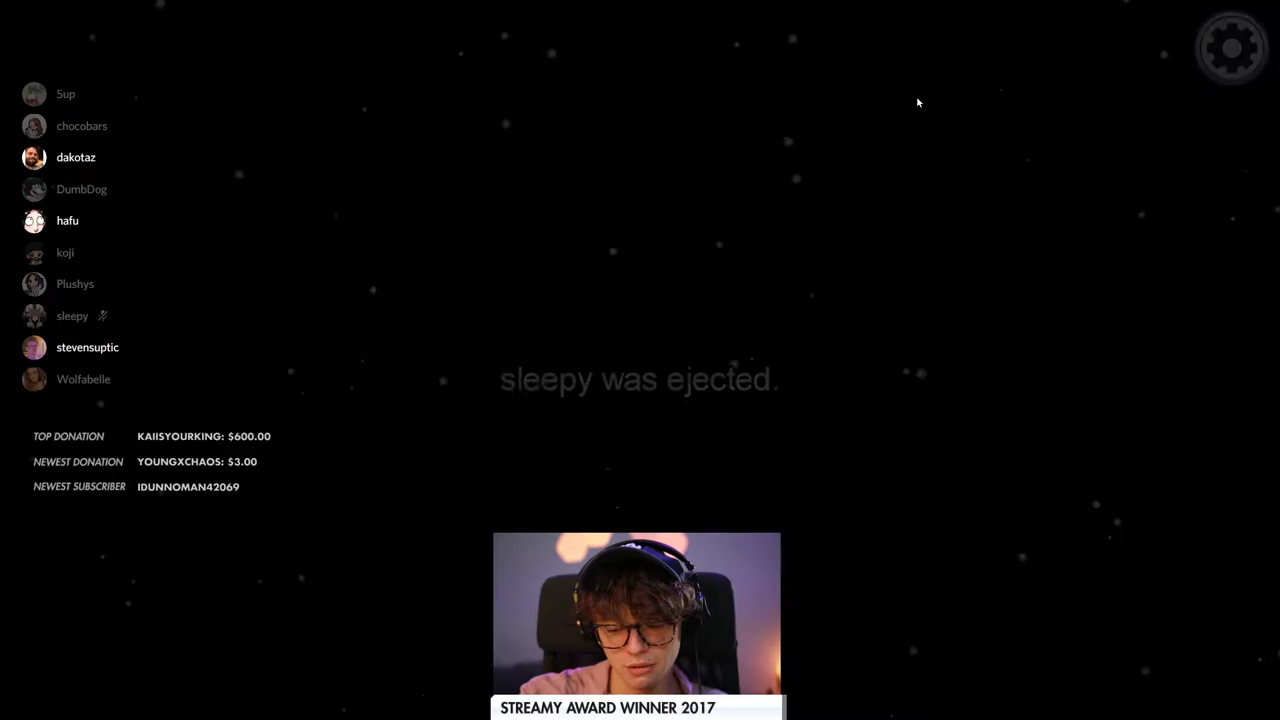 5up
chocobars
dakotaz
DumbDog
hafu
koji
Plushys
sleepy
stevensuptic
Wolfabelle
sleepy was ejected.
TOP DONATION KAIISYOURKING: $600.00
NEWEST DONATION YOUNGXCHAOS: $3.00
NEWEST SUBSCRIBER IDUNNOMAN42069
STREAMY AWARD WINNER 2017